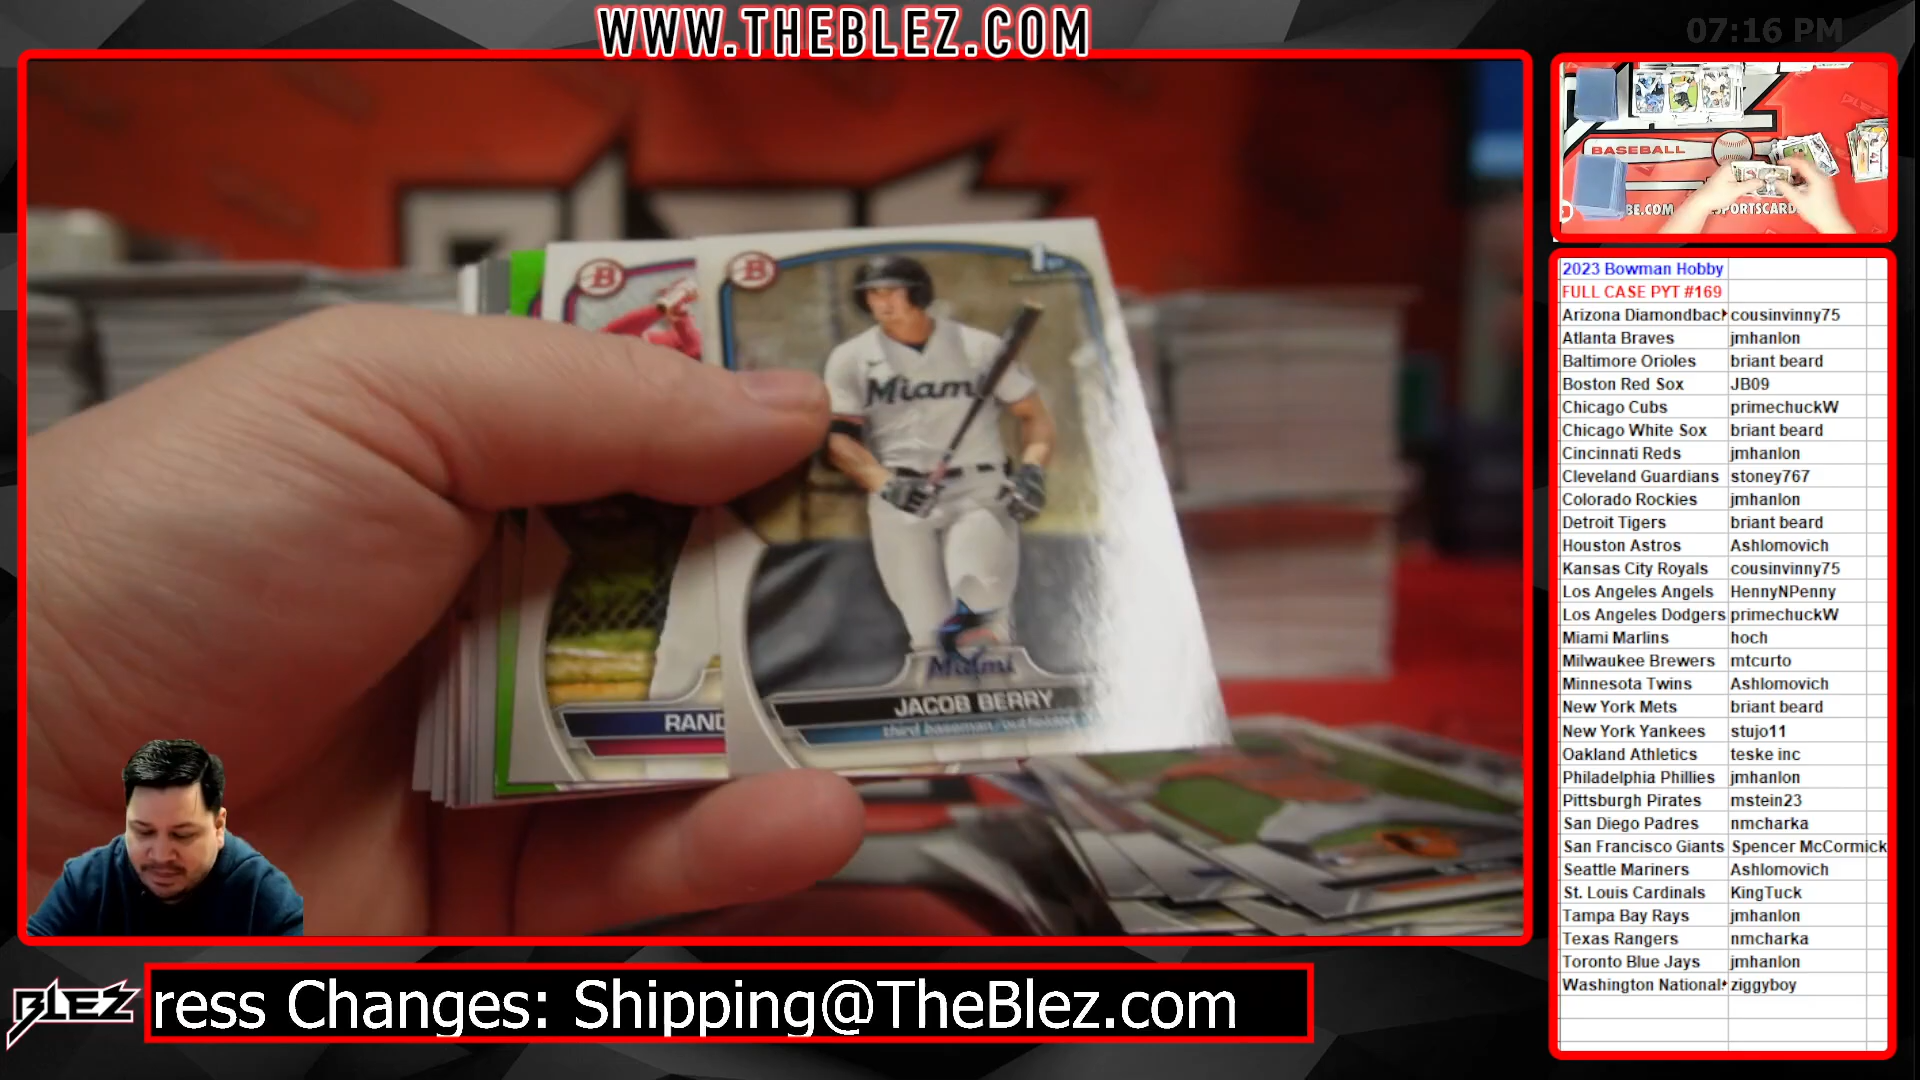 WWW.THEBLEZ.COM
07:16 PM
BASEBALL
BE.COM
SPORTSCARD
1st
Miami
Miami
RAND
JACOB BERRY
third baseman/outfielder
2023 Bowman Hobby
FULL CASE PYT #169
Arizona Diamondbac cousinvinny75
Atlanta Braves jmhanlon
Baltimore Orioles briant beard
Boston Red Sox JB09
Chicago Cubs primechuckW
Chicago White Sox briant beard
Cincinnati Reds jmhanlon
Cleveland Guardians stoney767
Colorado Rockies jmhanlon
Detroit Tigers briant beard
Houston Astros Ashlomovich
Kansas City Royals cousinvinny75
Los Angeles Angels HennyNPenny
Los Angeles Dodgers primechuckW
Miami Marlins hoch
Milwaukee Brewers mtcurto
Minnesota Twins Ashlomovich
New York Mets briant beard
New York Yankees stujo11
Oakland Athletics teske inc
Philadelphia Phillies jmhanlon
Pittsburgh Pirates mstein23
San Diego Padres nmcharka
San Francisco Giants Spencer McCormick
Seattle Mariners Ashlomovich
St. Louis Cardinals KingTuck
Tampa Bay Rays jmhanlon
Texas Rangers nmcharka
Toronto Blue Jays jmhanlon
Washington National ziggyboy
BLEZ
ress Changes: Shipping@TheBlez.com